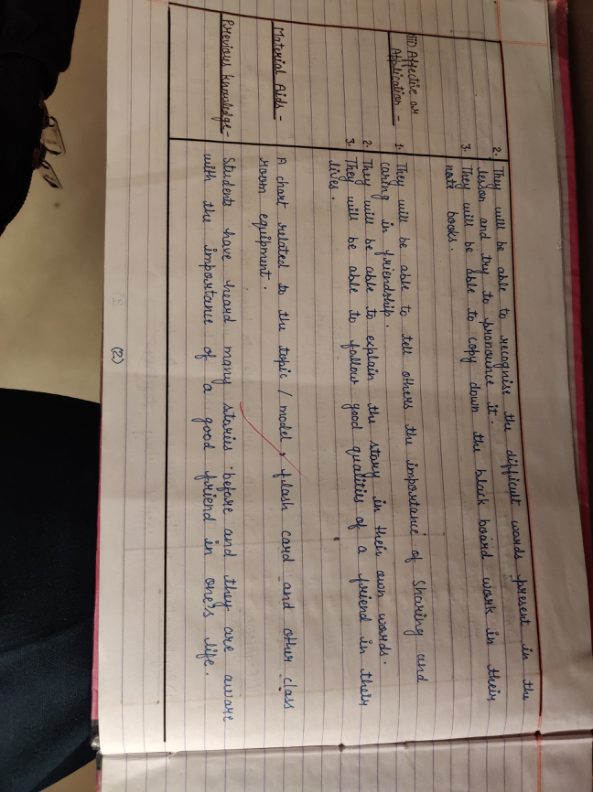 2. They will be able to recognise the difficult words present in the
lesson and try to pronounce it.
3. They will be able to copy down the black board work in their
note books.
iii) Affective or
Application -
1. They will be able to tell others the importance of Sharing and
caring in friendship.
2. They will be able to explain the story in their own words.
3. They will be able to follow good qualities of a friend in their
lives.
Material Aids - A chart related to the topic / model, flash card and other class
room equipment.
Previous knowledge- Students have heard many stories before and they are aware
with the importance of a good friend in one's life.
(2)